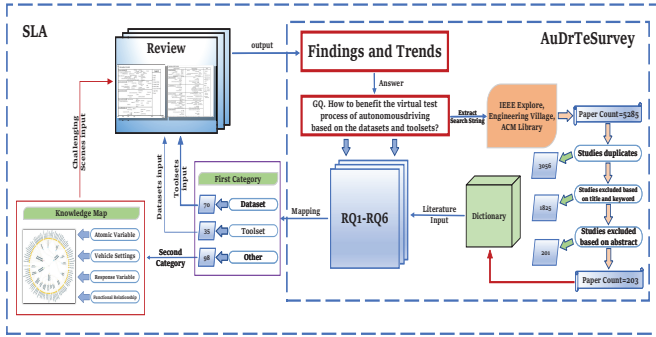 SLA
AuDrTeSurvey
Review
output
Findings and Trends
Answer
GQ. How to benefit the virtual test
process of autonomousdriving
based on the datasets and toolsets?
Extract
Search String
IEEE Explore,
Engineering Village,
ACM Library
Paper Count=5285
Studies duplicates
3056
Studies excluded based
on title and keyword
1825
Studies excluded
based on abstract
201
Paper Count=203
Dictionary
Literature
Input
RQ1-RQ6
Mapping
First Category
70
Dataset
35
Toolset
98
Other
Second
Category
Datasets input
Toolsets
Input
Challenging
Scenes input
Knowledge Map
Atomic Variable
Vehicle Settings
Response Variable
Functional Relationship